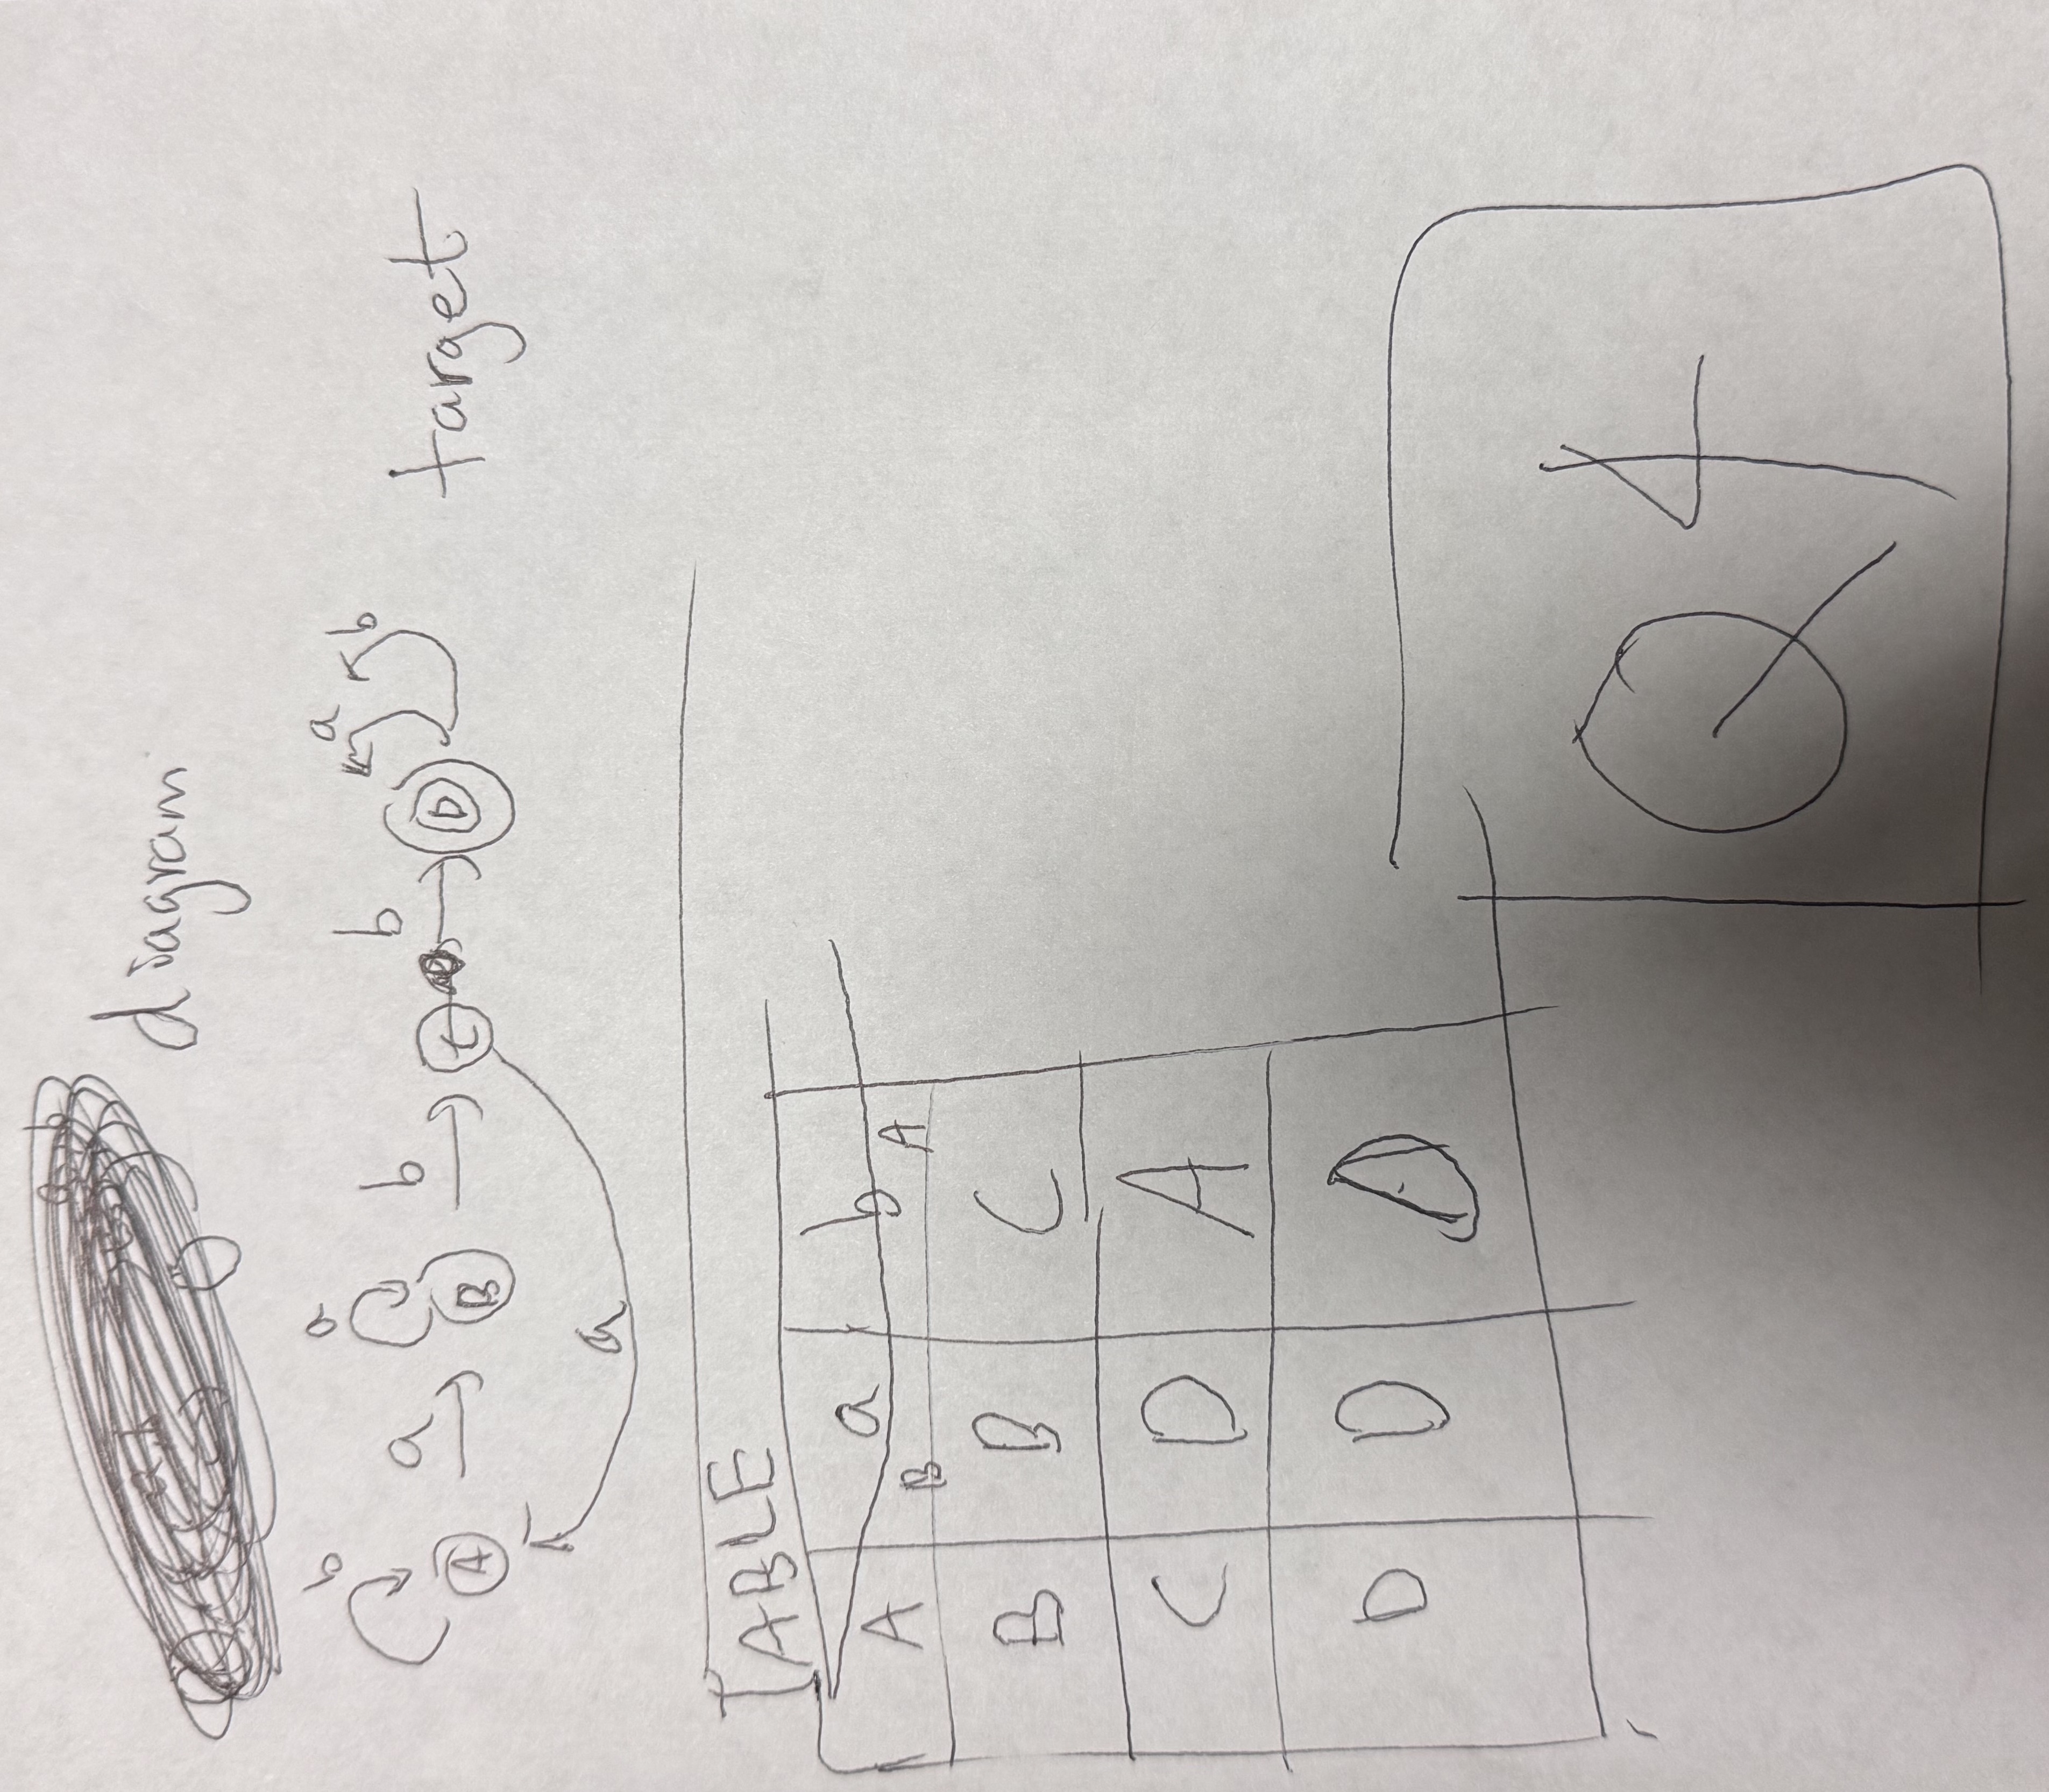 diagram
b a a b
a b b
A B C D target
a
TABLE
a b
A B A
B B C
C D A
D D D
Q4